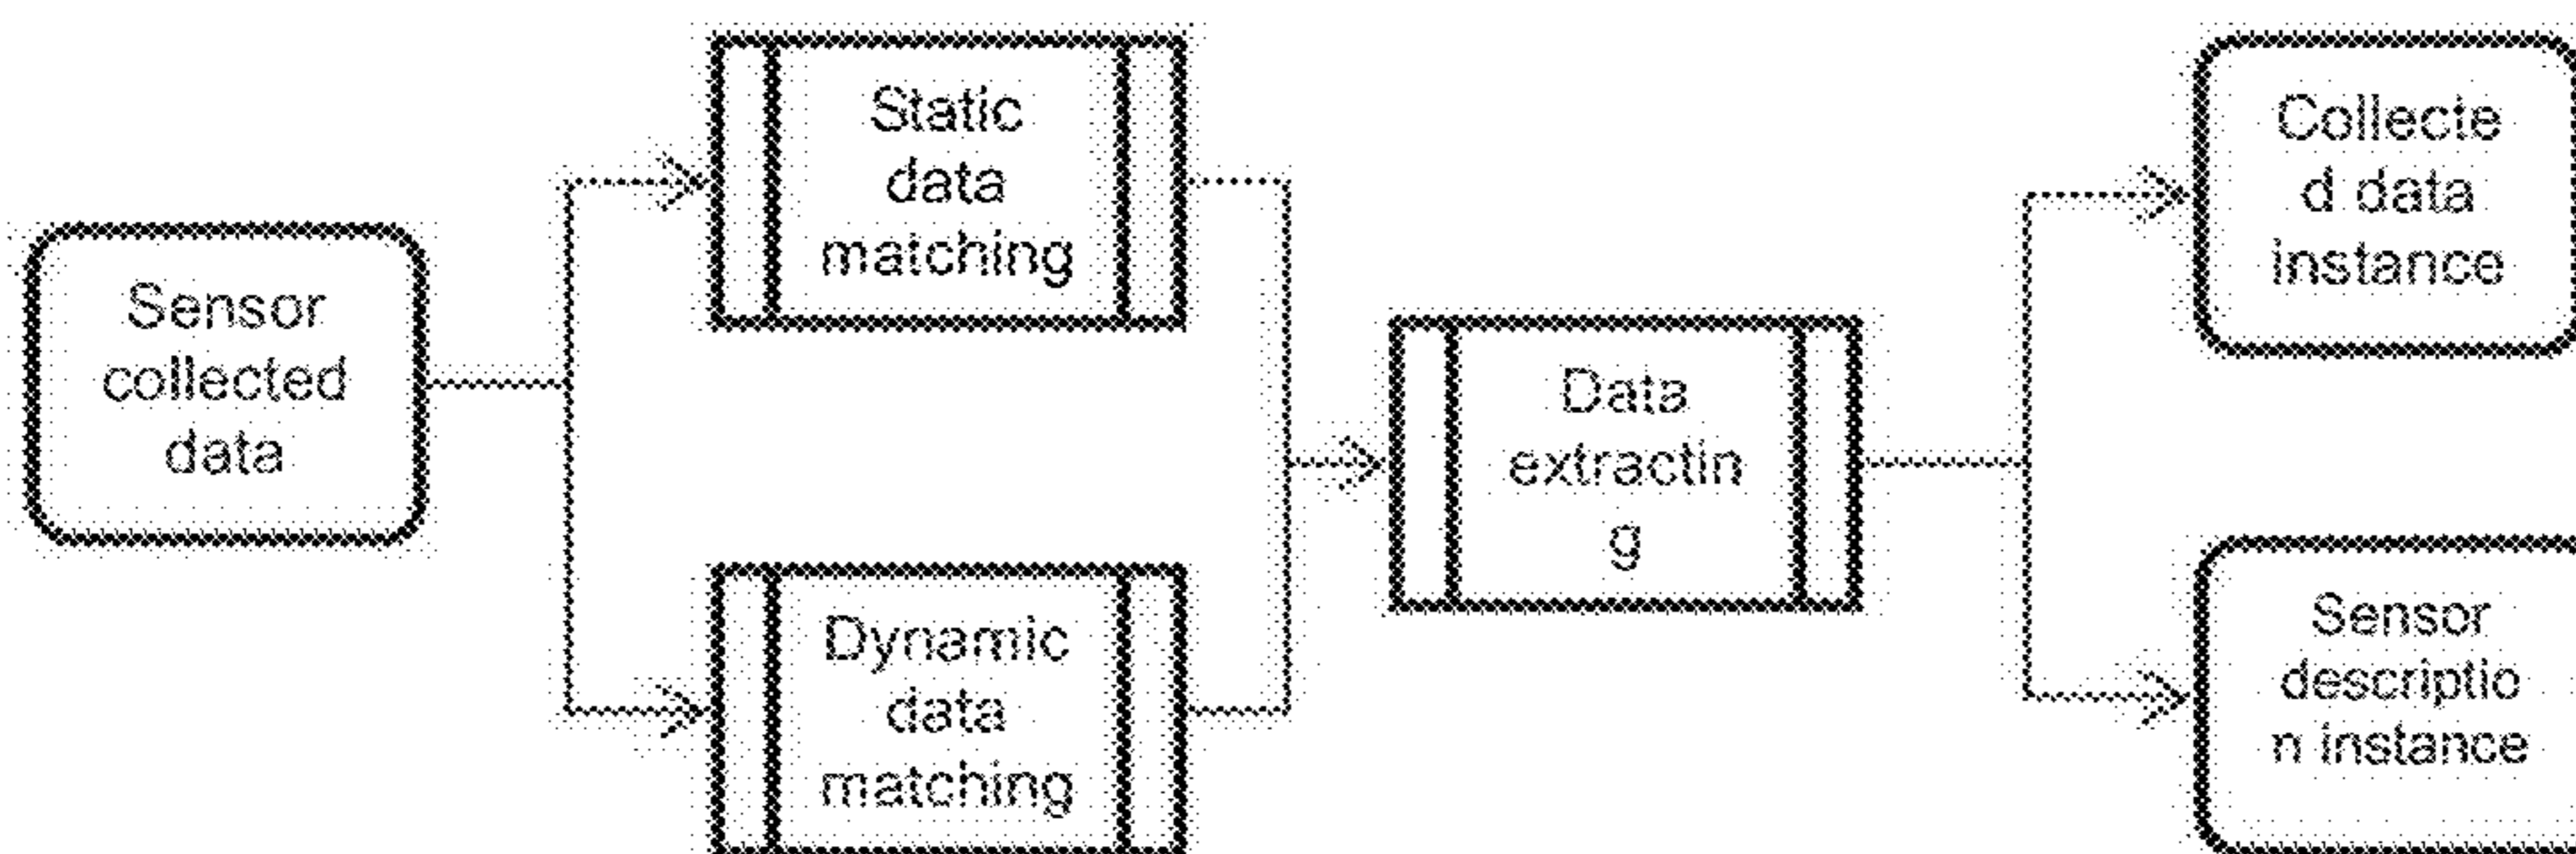 Sensor
collected
data
Static
data
matching
Dynamic
data
matching
Data
extractin
g
Collecte
d data
instance
Sensor
descriptio
n instance